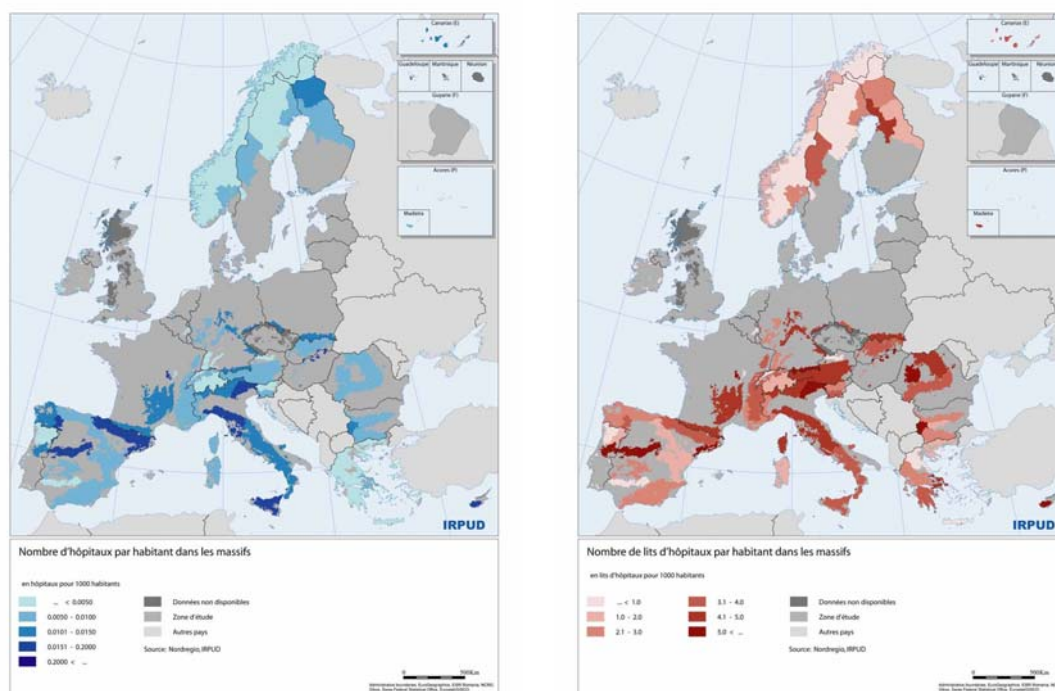 Canarias (E)
Guadeloupe (F) Martinique (F) Réunion (F)
Guyane (F)
Acores (P)
Madeira (P)
IRPUD
Nombre d'hôpitaux par habitant dans les massifs
en hôpitaux pour 1000 habitants
... < 0.0050
0.0050 - 0.0100
0.0101 - 0.0150
0.0151 - 0.2000
0.2000 < ...
Données non disponibles
Zone d'étude
Autres pays
Source: Nordregio, IRPUD
0
Canarias (E)
Guadeloupe (F) Martinique (F) Réunion (F)
Guyane (F)
Acores (P)
Madeira (P)
IRPUD
Nombre de lits d'hôpitaux par habitant dans les massifs
en lits d'hôpitaux pour 1000 habitants
... < 1.0
1.0 - 2.0
2.1 - 3.0
3.1 - 4.0
4.1 - 5.0
5.0 < ...
Données non disponibles
Zone d'étude
Autres pays
Source: Nordregio, IRPUD
0